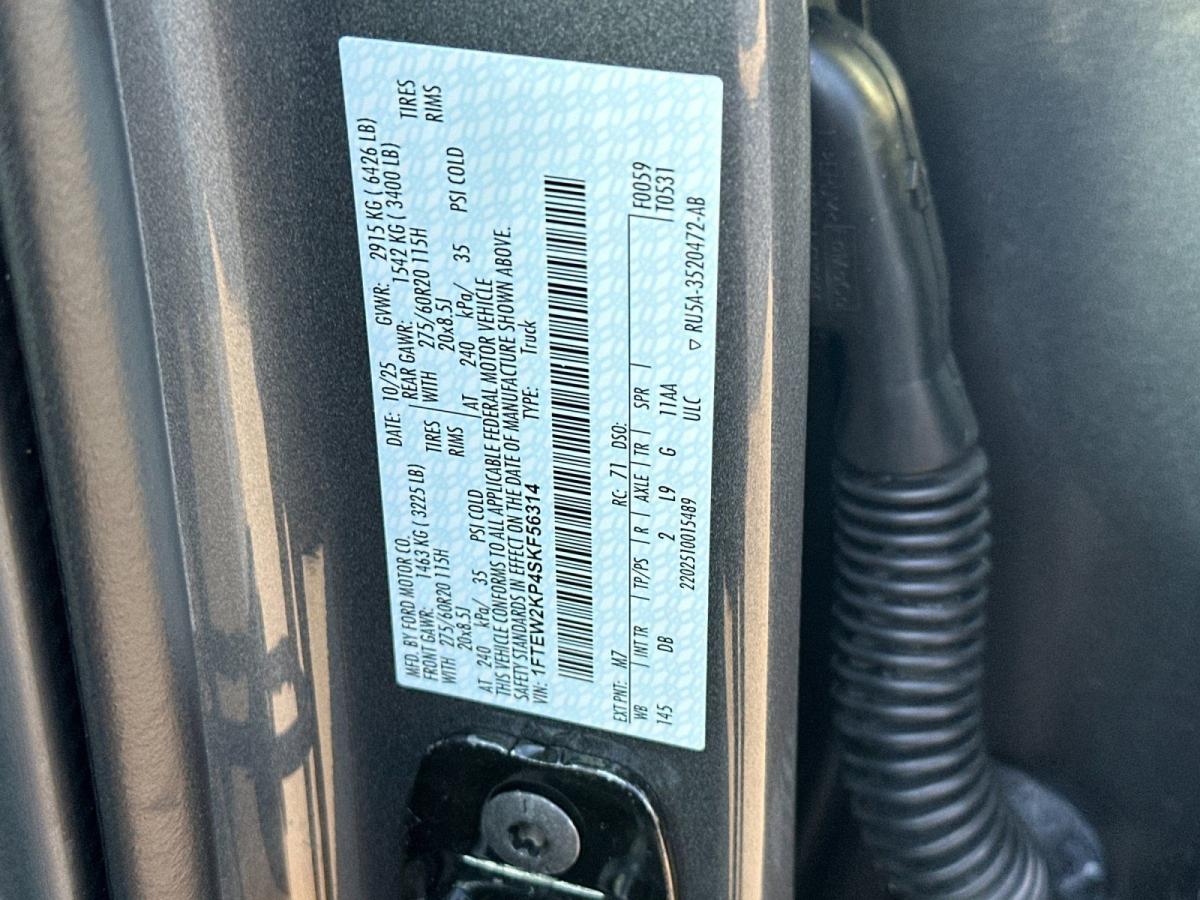 MFD. BY FORD MOTOR CO. DATE: 10/25 GVWR: 2915 KG ( 6426 LB)
FRONT GAWR: 1463 KG ( 3225 LB) REAR GAWR: 1542 KG ( 3400 LB)
WITH 275/60R20 115H TIRES WITH 275/60R20 115H TIRES
20x8.5J RIMS 20x8.5J RIMS
AT 240 kPa/ 35 PSI COLD AT 240 kPa/ 35 PSI COLD
THIS VEHICLE CONFORMS TO ALL APPLICABLE FEDERAL MOTOR VEHICLE
SAFETY STANDARDS IN EFFECT ON THE DATE OF MANUFACTURE SHOWN ABOVE.
VIN: 1FTEW2KP4SKF56314 TYPE: Truck
EXT PNT: M7 RC: 71 DSO: F0059
WB | INT TR | TP/PS | R | AXLE | TR | SPR | T0531
145 DB 2 L9 G 11AA
2202510015489 ULC ▽ RU5A-3520472-AB